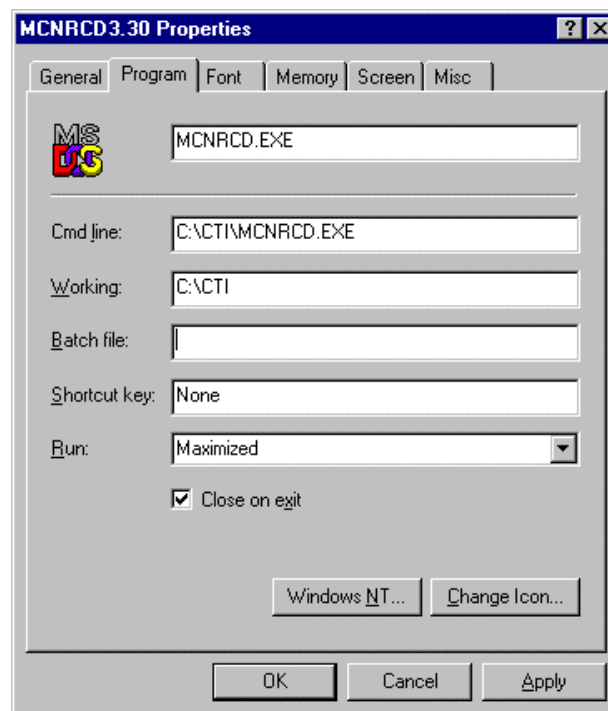 MCNRCD3.30 Properties
General Program Font Memory Screen Misc
MS
DOS
MCNRCD.EXE
Cmd line: C:\CTI\MCNRCD.EXE
Working: C:\CTI
Batch file:
Shortcut key: None
Run: Maximized
Close on exit
Windows NT... Change Icon...
OK Cancel Apply